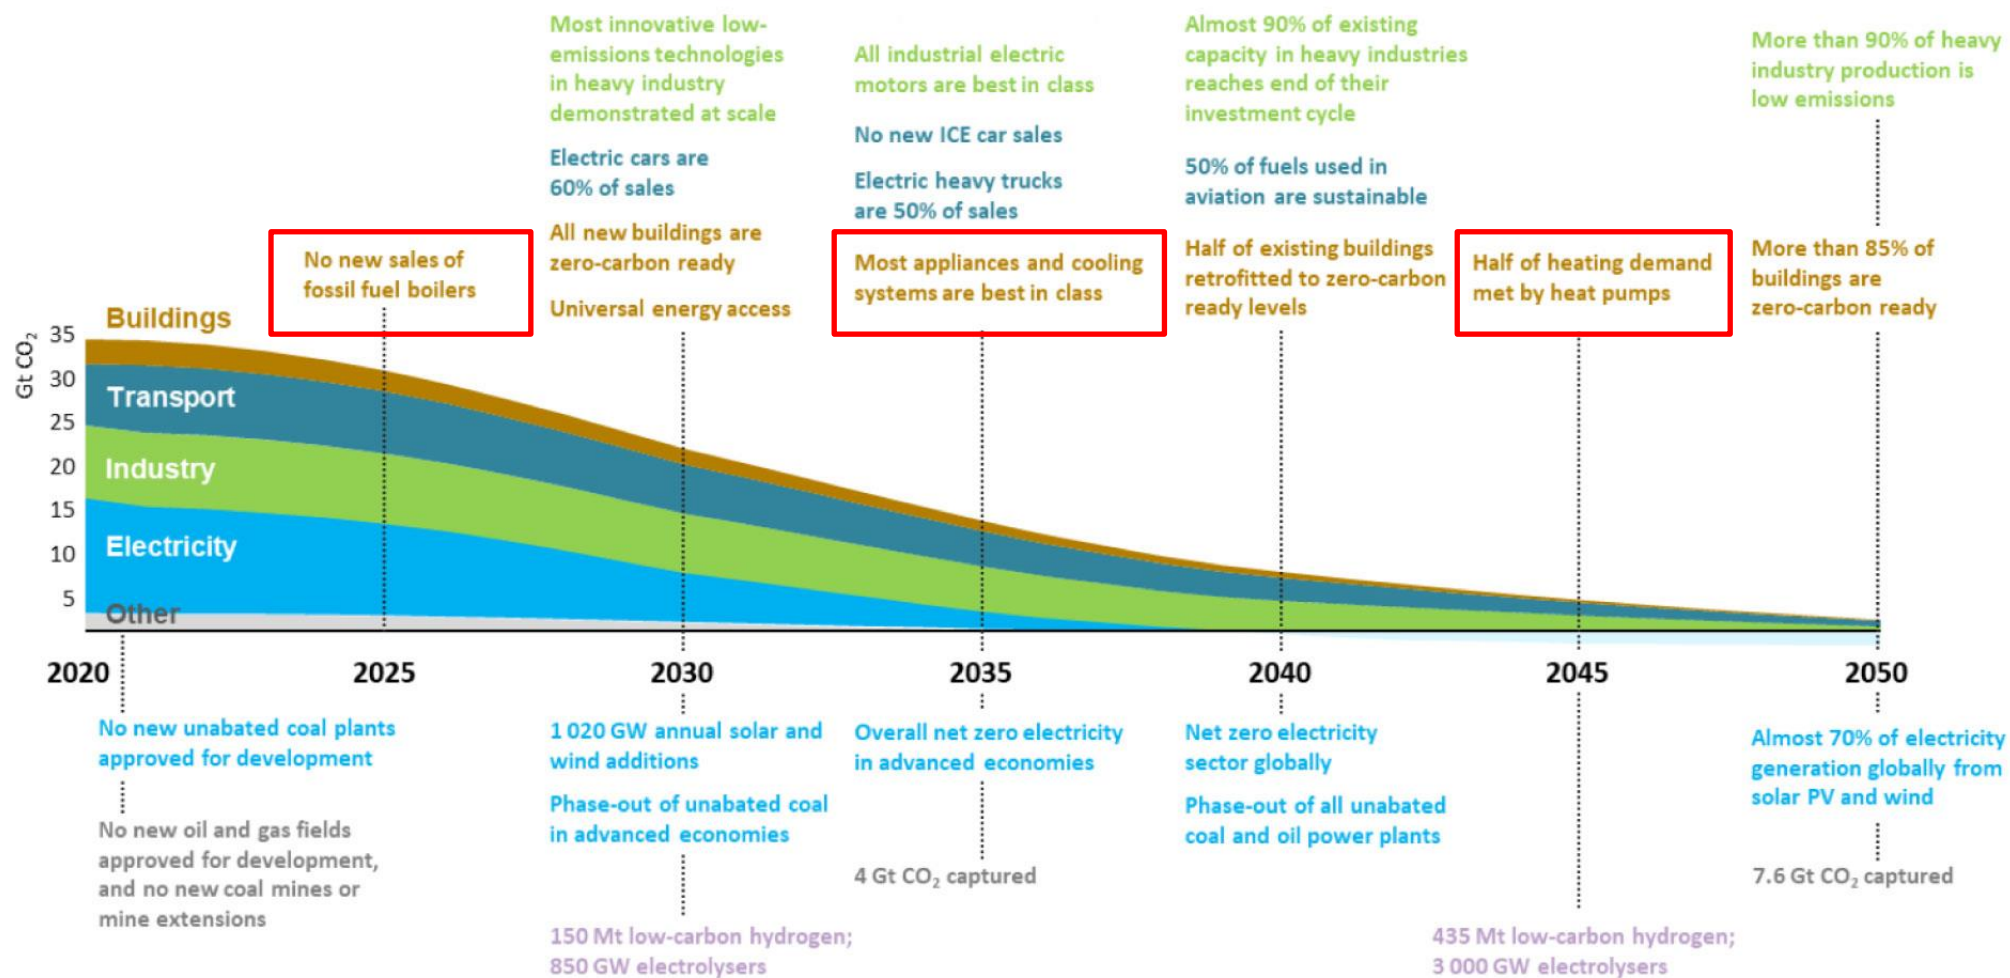 Most innovative low-
emissions technologies
in heavy industry
demonstrated at scale
Electric cars are
60% of sales
All new buildings are
zero-carbon ready
Universal energy access
All industrial electric
motors are best in class
No new ICE car sales
Electric heavy trucks
are 50% of sales
Most appliances and cooling
systems are best in class
Almost 90% of existing
capacity in heavy industries
reaches end of their
investment cycle
50% of fuels used in
aviation are sustainable
Half of existing buildings
retrofitted to zero-carbon
ready levels
Half of heating demand
met by heat pumps
More than 90% of heavy
industry production is
low emissions
More than 85% of
buildings are
zero-carbon ready
No new sales of
fossil fuel boilers
Gt CO₂
35
30
25
20
15
10
5
Buildings
Transport
Industry
Electricity
Other
2020
2025
2030
2035
2040
2045
2050
No new unabated coal plants
approved for development
No new oil and gas fields
approved for development,
and no new coal mines or
mine extensions
1 020 GW annual solar and
wind additions
Phase-out of unabated coal
in advanced economies
150 Mt low-carbon hydrogen;
850 GW electrolysers
Overall net zero electricity
in advanced economies
4 Gt CO₂ captured
Net zero electricity
sector globally
Phase-out of all unabated
coal and oil power plants
435 Mt low-carbon hydrogen;
3 000 GW electrolysers
Almost 70% of electricity
generation globally from
solar PV and wind
7.6 Gt CO₂ captured